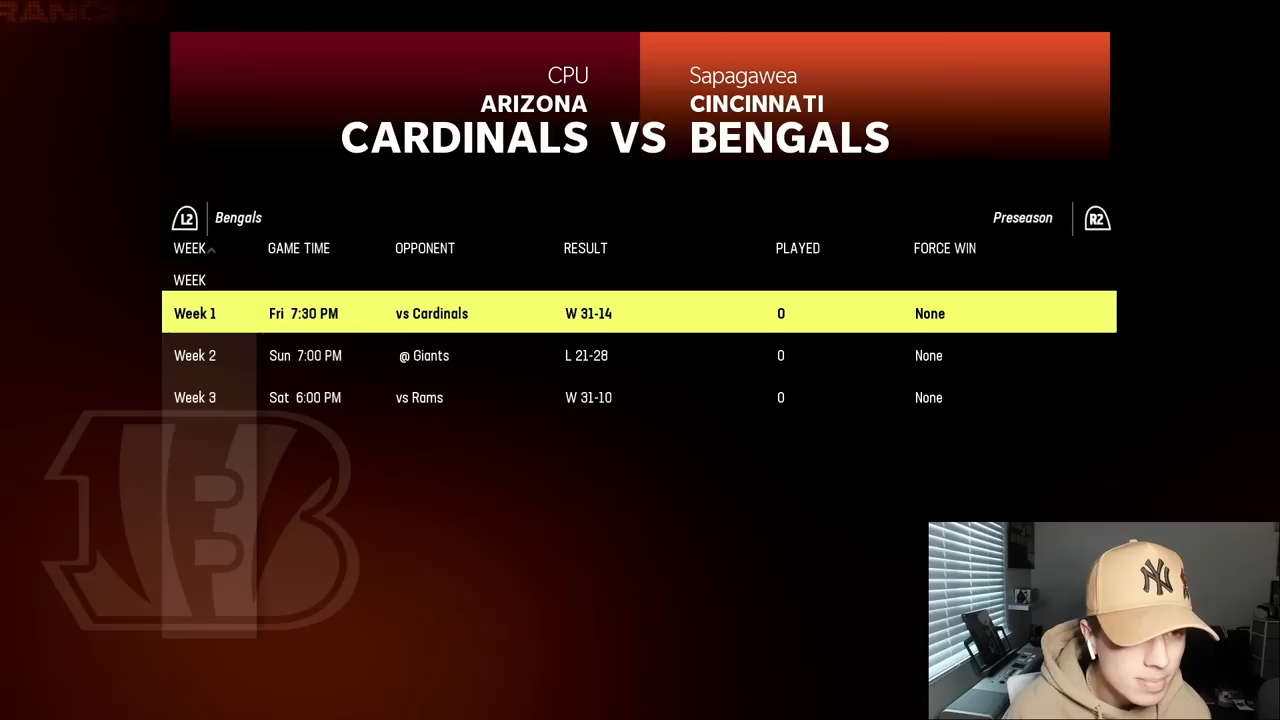 CPU
Sapagawea
ARIZONA
CINCINNATI
CARDINALS VS BENGALS
L2 Bengals
Preseason R2
WEEK GAME TIME OPPONENT RESULT PLAYED FORCE WIN
WEEK
Week 1 Fri 7:30 PM vs Cardinals W 31-14 0 None
Week 2 Sun 7:00 PM @ Giants L 21-28 0 None
Week 3 Sat 6:00 PM vs Rams W 31-10 0 None
B
NY